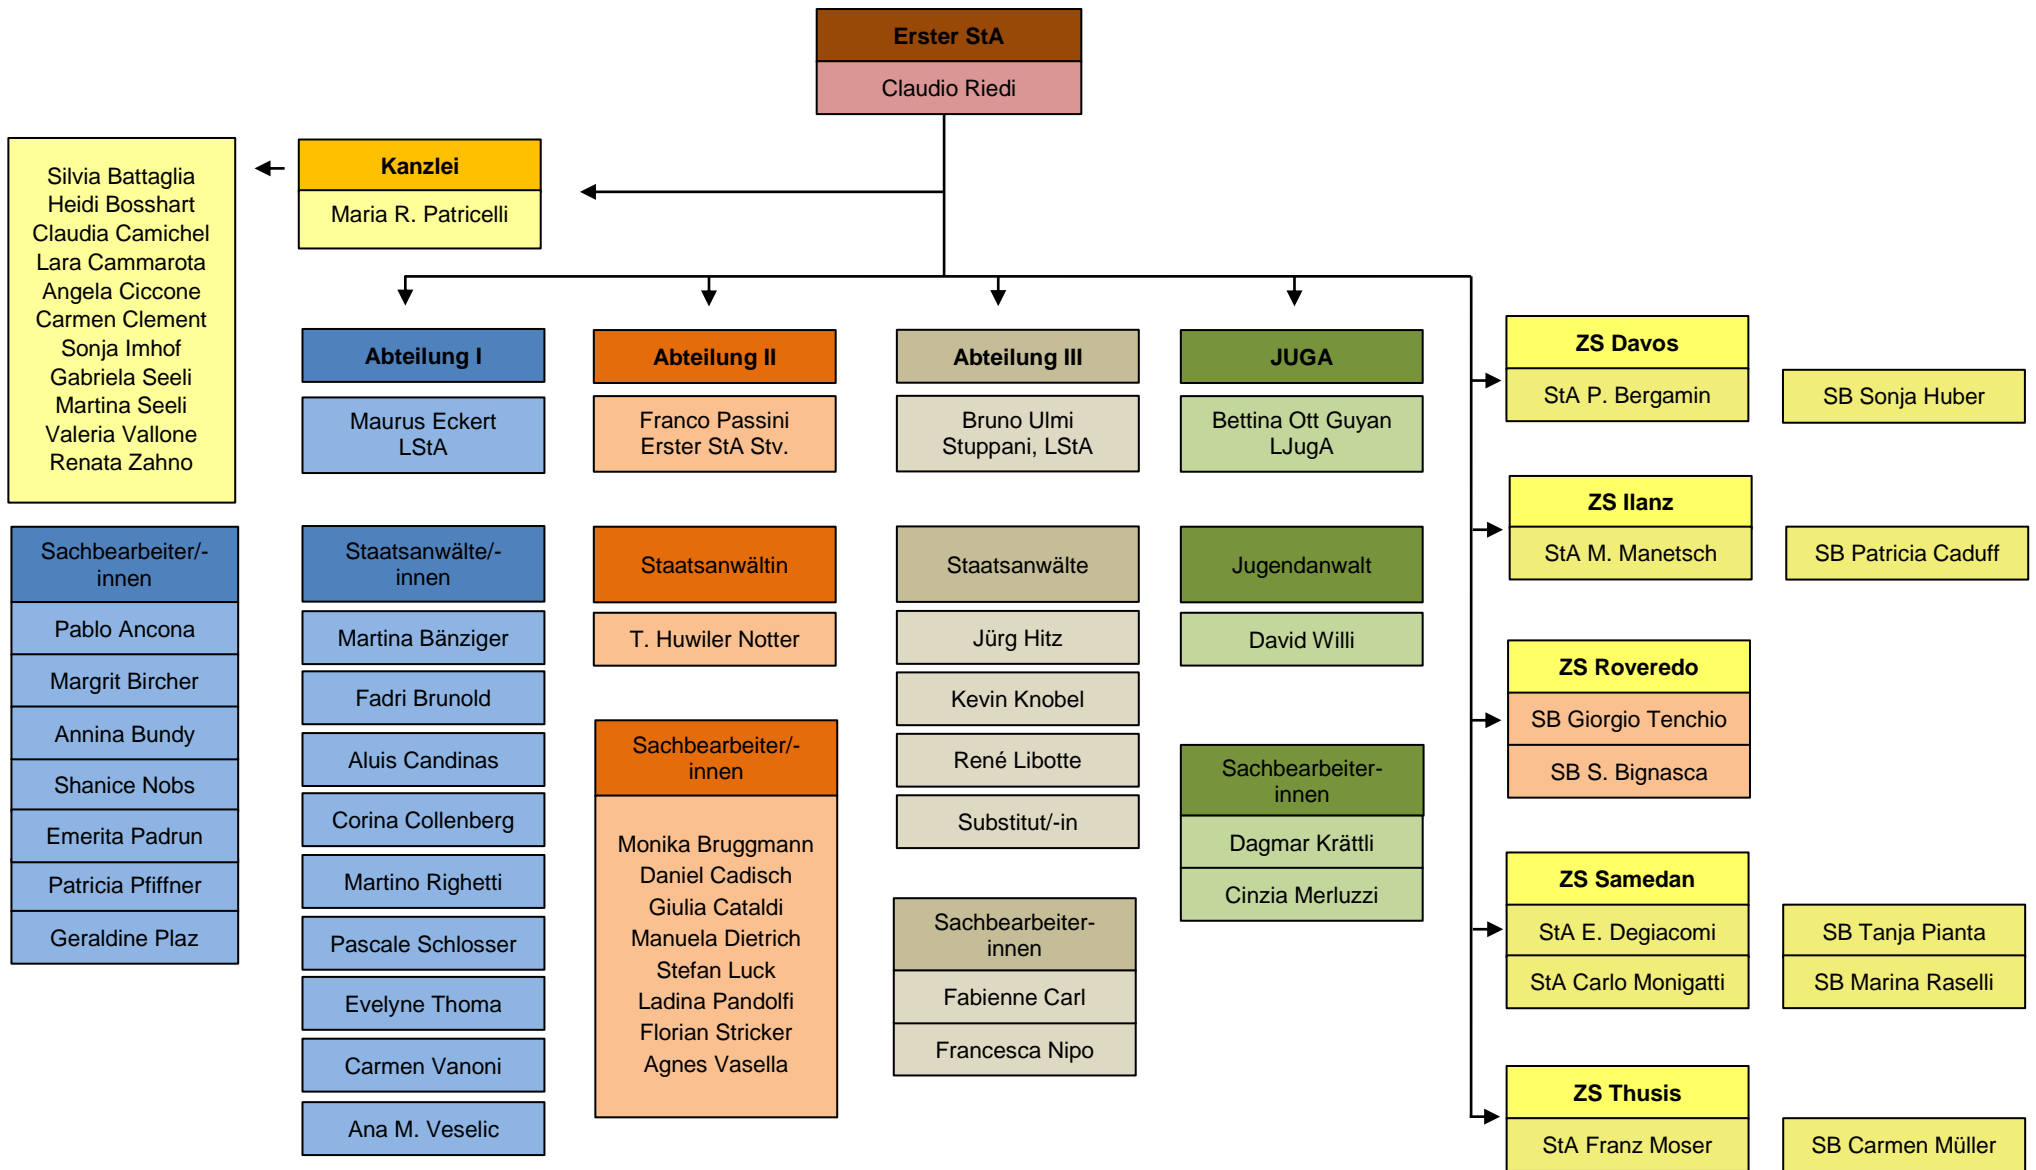 Erster StA
Claudio Riedi
Kanzlei
Maria R. Patricelli
Silvia Battaglia
Heidi Bosshart
Claudia Camichel
Lara Cammarota
Angela Ciccone
Carmen Clement
Sonja Imhof
Gabriela Seeli
Martina Seeli
Valeria Vallone
Renata Zahno
Sachbearbeiter/-
innen
Pablo Ancona
Margrit Bircher
Annina Bundy
Shanice Nobs
Emerita Padrun
Patricia Pfiffner
Geraldine Plaz
Abteilung I
Maurus Eckert
LStA
Staatsanwälte/-
innen
Martina Bänziger
Fadri Brunold
Aluis Candinas
Corina Collenberg
Martino Righetti
Pascale Schlosser
Evelyne Thoma
Carmen Vanoni
Ana M. Veselic
Abteilung II
Franco Passini
Erster StA Stv.
Staatsanwältin
T. Huwiler Notter
Sachbearbeiter/-
innen
Monika Bruggmann
Daniel Cadisch
Giulia Cataldi
Manuela Dietrich
Stefan Luck
Ladina Pandolfi
Florian Stricker
Agnes Vasella
Abteilung III
Bruno Ulmi
Stuppani, LStA
Staatsanwälte
Jürg Hitz
Kevin Knobel
René Libotte
Substitut/-in
Sachbearbeiter-
innen
Fabienne Carl
Francesca Nipo
JUGA
Bettina Ott Guyan
LJugA
Jugendanwalt
David Willi
Sachbearbeiter-
innen
Dagmar Krättli
Cinzia Merluzzi
ZS Davos
StA P. Bergamin
SB Sonja Huber
ZS Ilanz
StA M. Manetsch
SB Patricia Caduff
ZS Roveredo
SB Giorgio Tenchio
SB S. Bignasca
ZS Samedan
StA E. Degiacomi
SB Tanja Pianta
StA Carlo Monigatti
SB Marina Raselli
ZS Thusis
StA Franz Moser
SB Carmen Müller